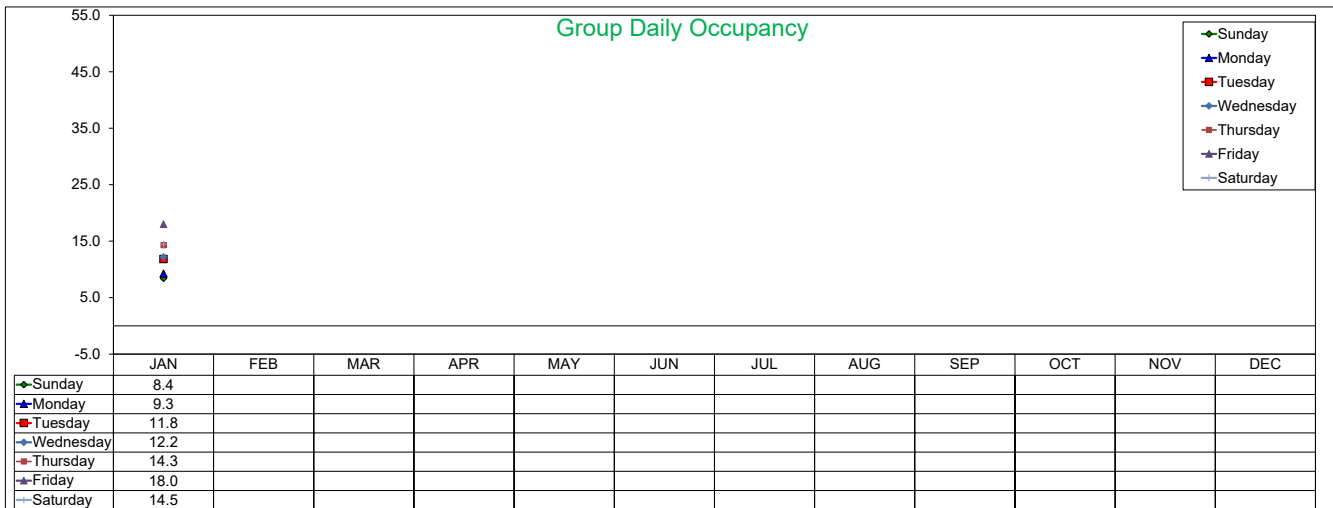 Group Daily Occupancy
55.0
45.0
35.0
25.0
15.0
5.0
-5.0
Sunday
Monday
Tuesday
Wednesday
Thursday
Friday
Saturday
JAN FEB MAR APR MAY JUN JUL AUG SEP OCT NOV DEC
Sunday 8.4
Monday 9.3
Tuesday 11.8
Wednesday 12.2
Thursday 14.3
Friday 18.0
Saturday 14.5